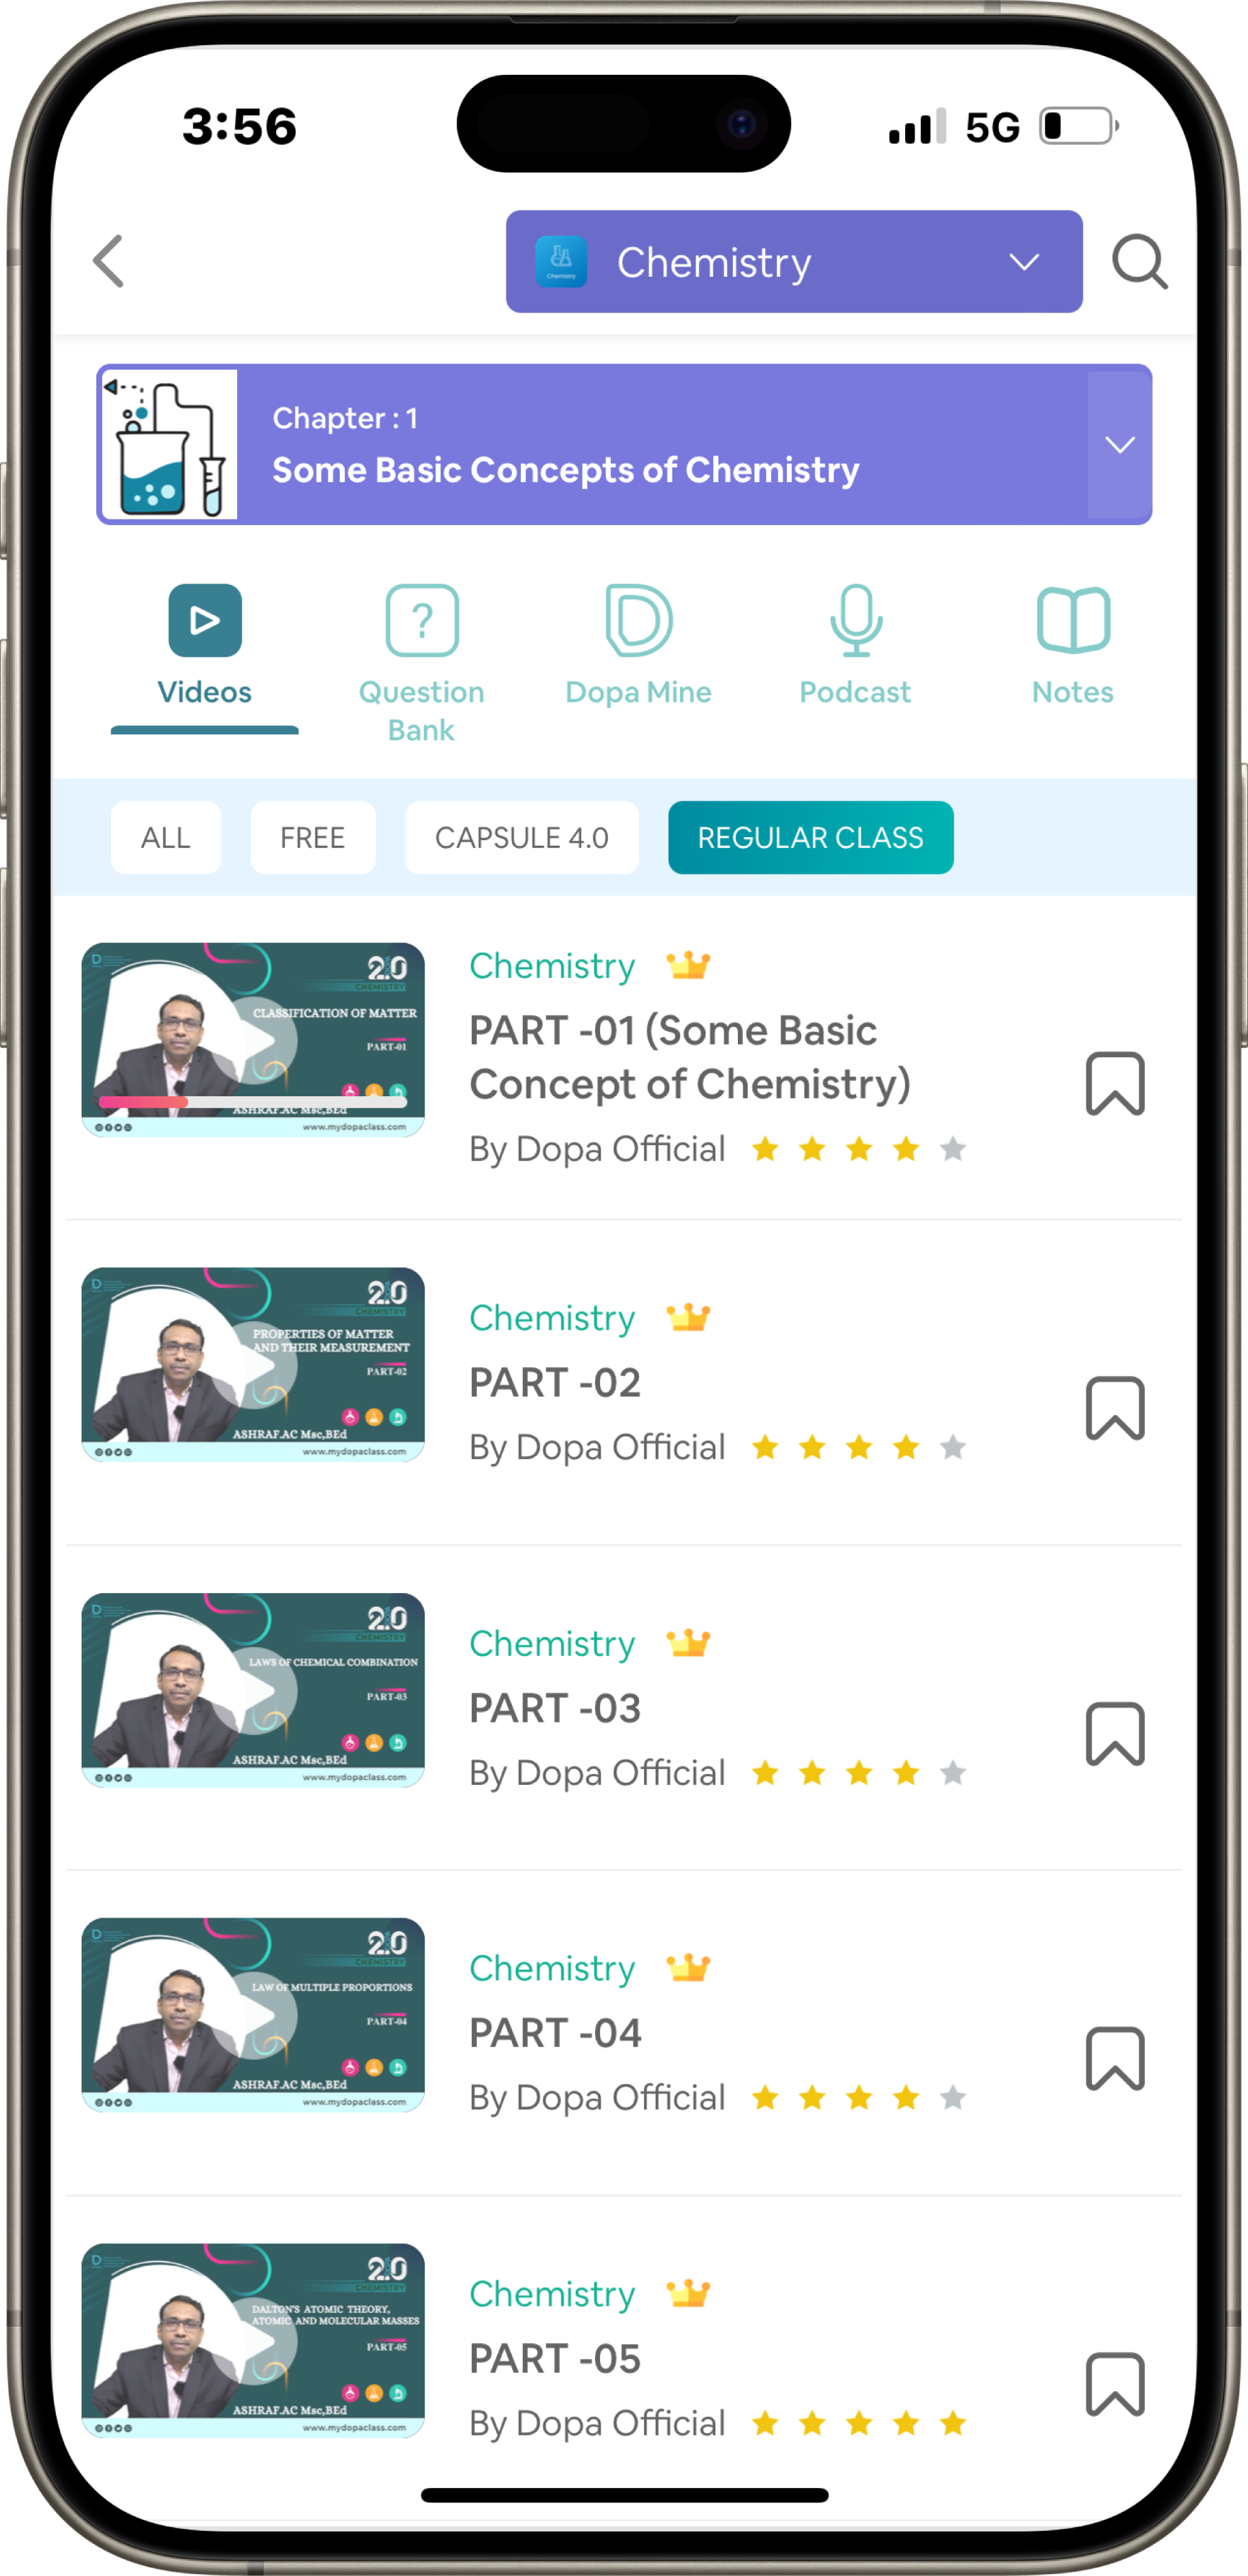 3:56
5G
Chemistry
Chemistry
Chapter : 1
Some Basic Concepts of Chemistry
?
Videos
Question
Bank
Dopa Mine
Podcast
Notes
ALL
FREE
CAPSULE 4.0
REGULAR CLASS
D
2.0
CHEMISTRY
CLASSIFICATION OF MATTER
PART-01
ASHRAF.AC Msc,BEd
www.mydopaclass.com
Chemistry
PART -01 (Some Basic
Concept of Chemistry)
By Dopa Official
D
2.0
CHEMISTRY
PROPERTIES OF MATTER
AND THEIR MEASUREMENT
PART-02
ASHRAF.AC Msc,BEd
www.mydopaclass.com
Chemistry
PART -02
By Dopa Official
D
2.0
CHEMISTRY
LAWS OF CHEMICAL COMBINATION
PART-03
ASHRAF.AC Msc,BEd
www.mydopaclass.com
Chemistry
PART -03
By Dopa Official
D
2.0
CHEMISTRY
LAW OF MULTIPLE PROPORTIONS
PART-04
ASHRAF.AC Msc,BEd
www.mydopaclass.com
Chemistry
PART -04
By Dopa Official
D
2.0
CHEMISTRY
DALTON'S ATOMIC THEORY,
ATOMIC AND MOLECULAR MASSES
PART-05
ASHRAF.AC Msc,BEd
www.mydopaclass.com
Chemistry
PART -05
By Dopa Official